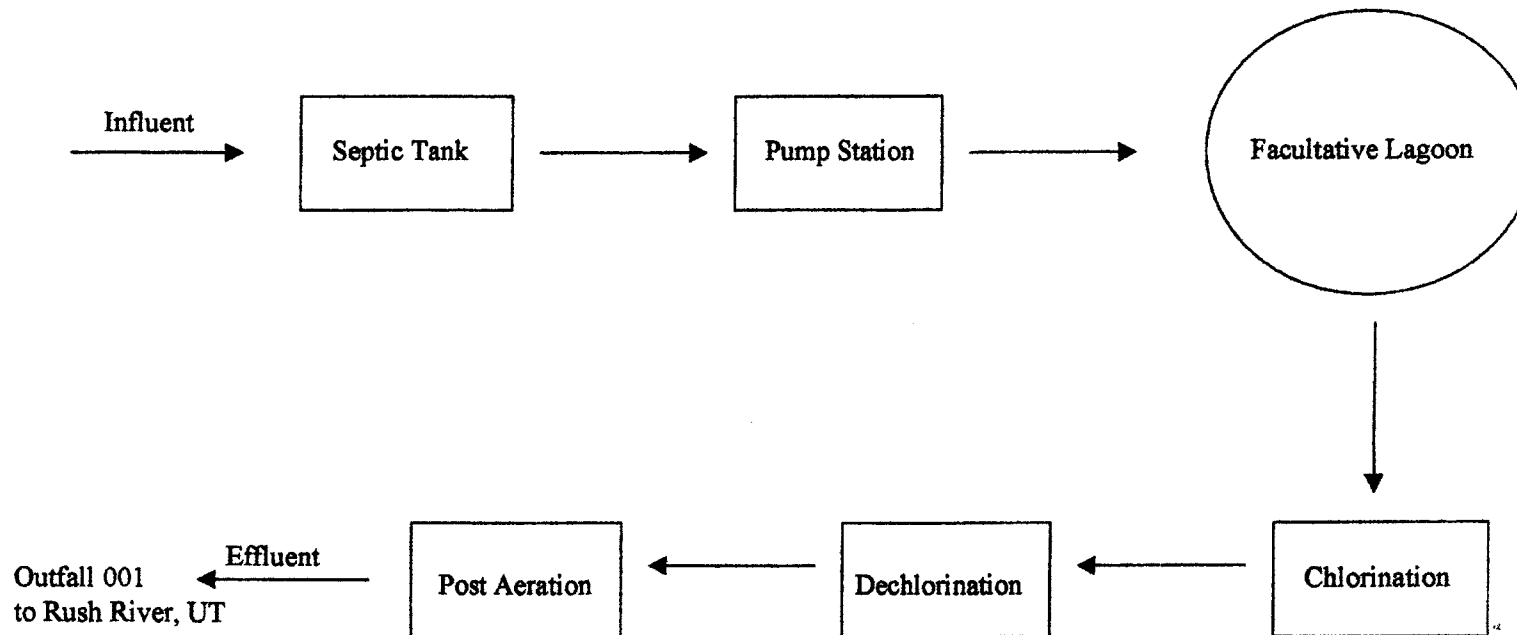 Influent
Septic Tank
Pump Station
Facultative Lagoon
Chlorination
Dechlorination
Post Aeration
Effluent
Outfall 001
to Rush River, UT